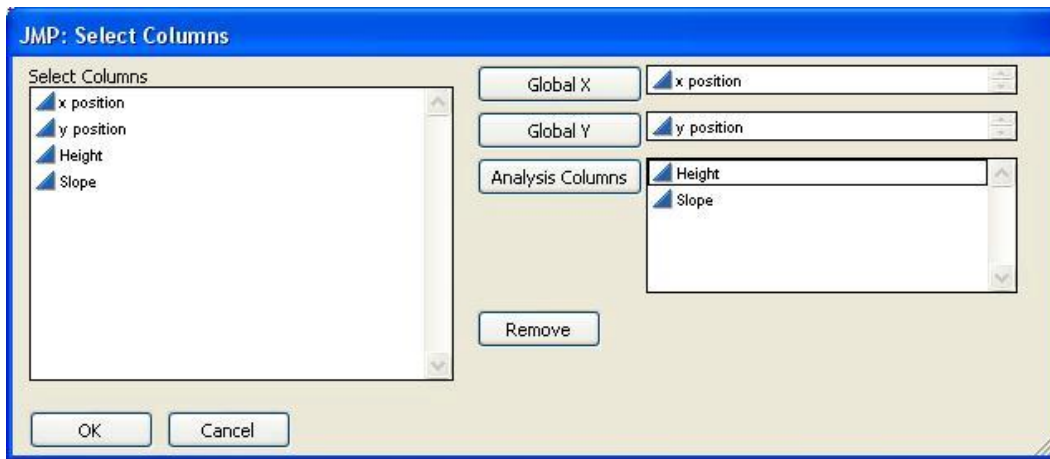 JMP: Select Columns
Select Columns
x position
y position
Height
Slope
Global X
x position
Global Y
y position
Analysis Columns
Height
Slope
Remove
OK
Cancel